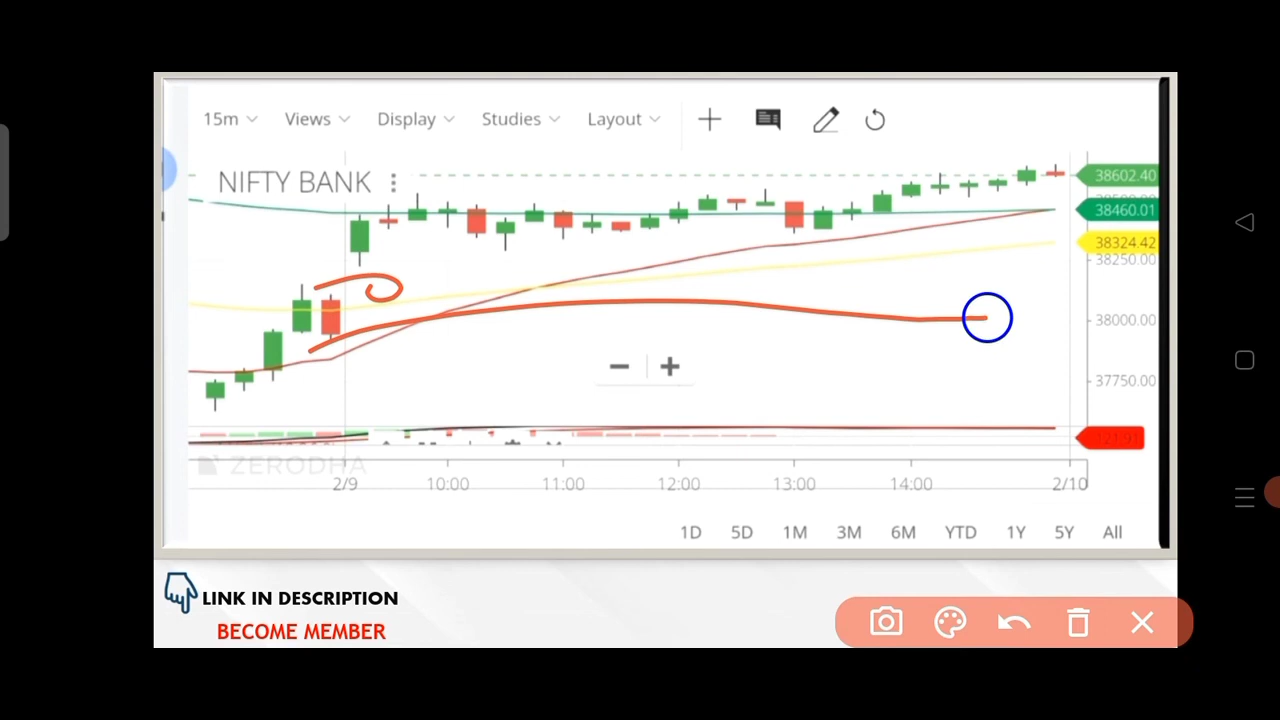 15m Views Display Studies Layout
NIFTY BANK
38602.40
38460.01
38324.42
38250.00
38000.00
37750.00
ZERODHA
2/9 10:00 11:00 12:00 13:00 14:00 2/10
1D 5D 1M 3M 6M YTD 1Y 5Y All
LINK IN DESCRIPTION
BECOME MEMBER